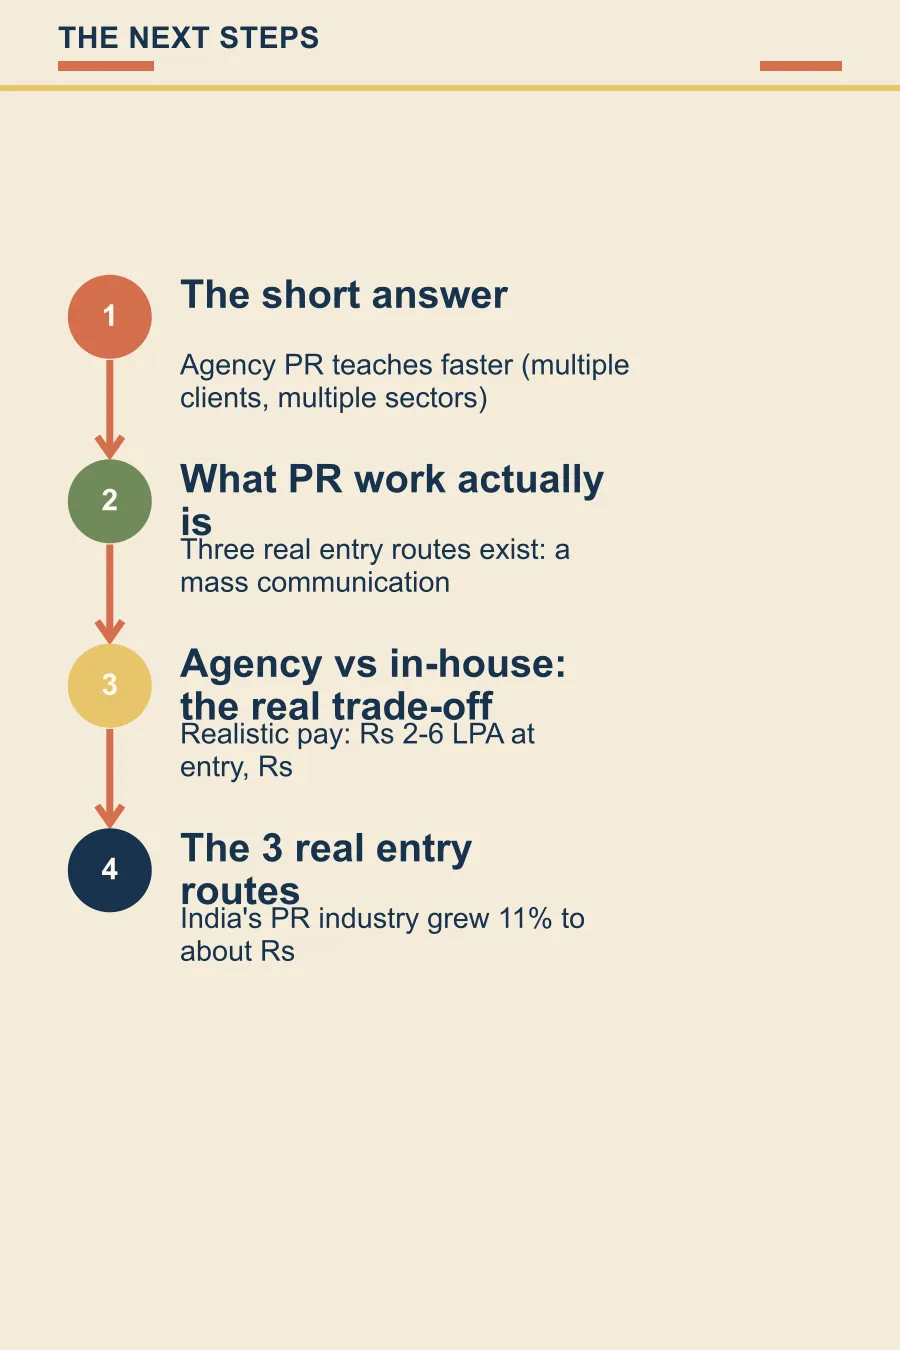 THE NEXT STEPS
1
The short answer
Agency PR teaches faster (multiple
clients, multiple sectors)
2
What PR work actually
is
Three real entry routes exist: a
mass communication
3
Agency vs in-house:
the real trade-off
Realistic pay: Rs 2-6 LPA at
entry, Rs
4
The 3 real entry
routes
India's PR industry grew 11% to
about Rs